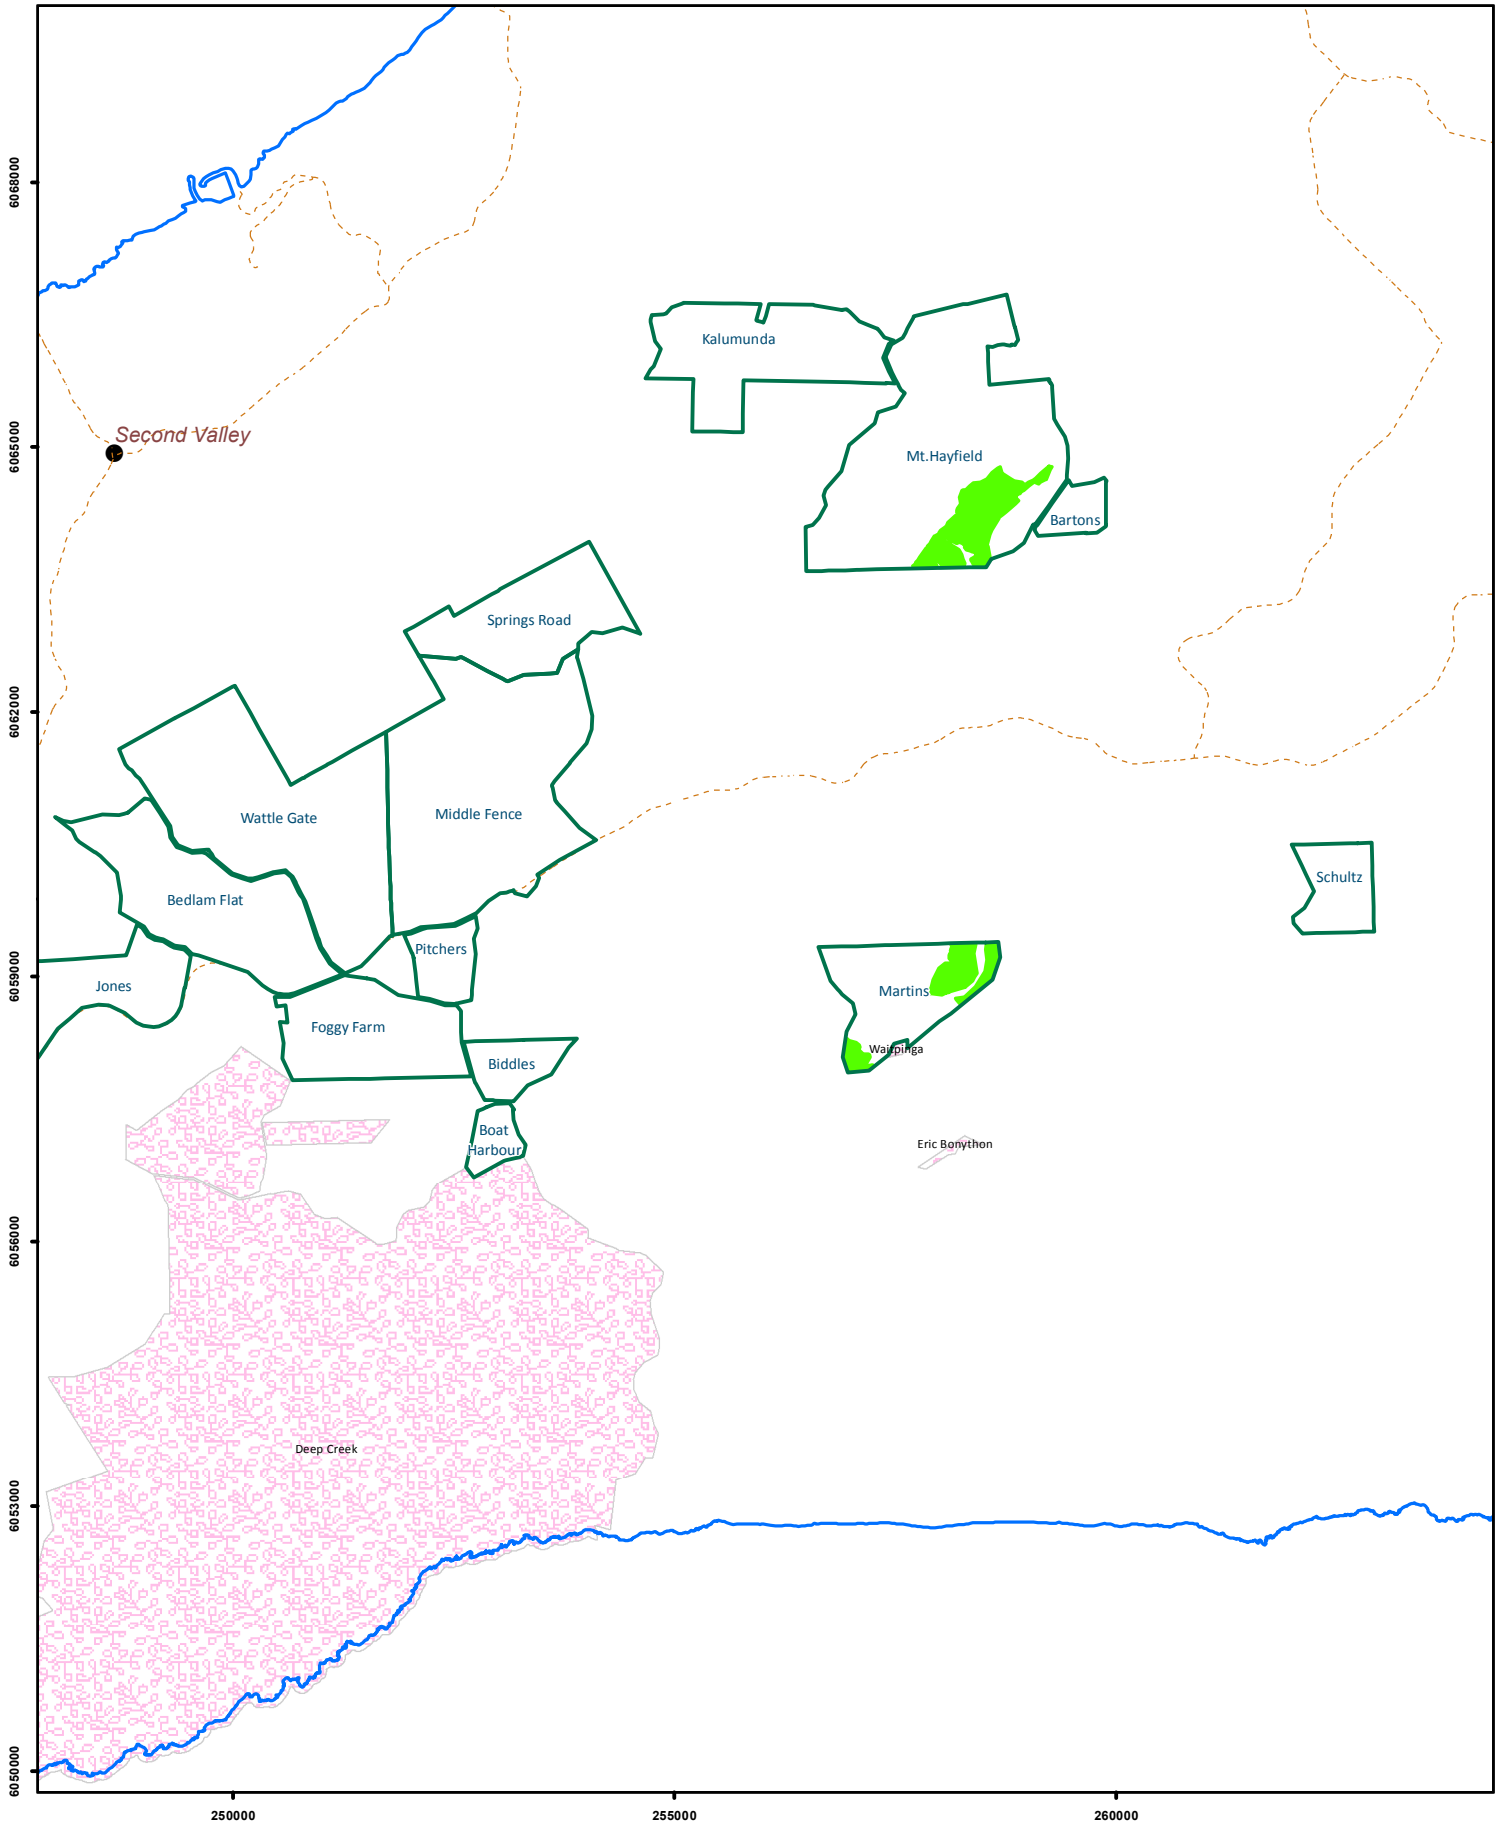 6068000
Kalumunda
Second Valley
6065000
Mt.Hayfield
Bartons
Springs Road
6062000
Wattle Gate
Middle Fence
Schultz
Bedlam Flat
Pitchers
6059000
Jones
Martins
Foggy Farm
Waitpinga
Biddles
Boat
Harbour
Eric Bonython
6056000
Deep Creek
6053000
6050000
250000
255000
260000